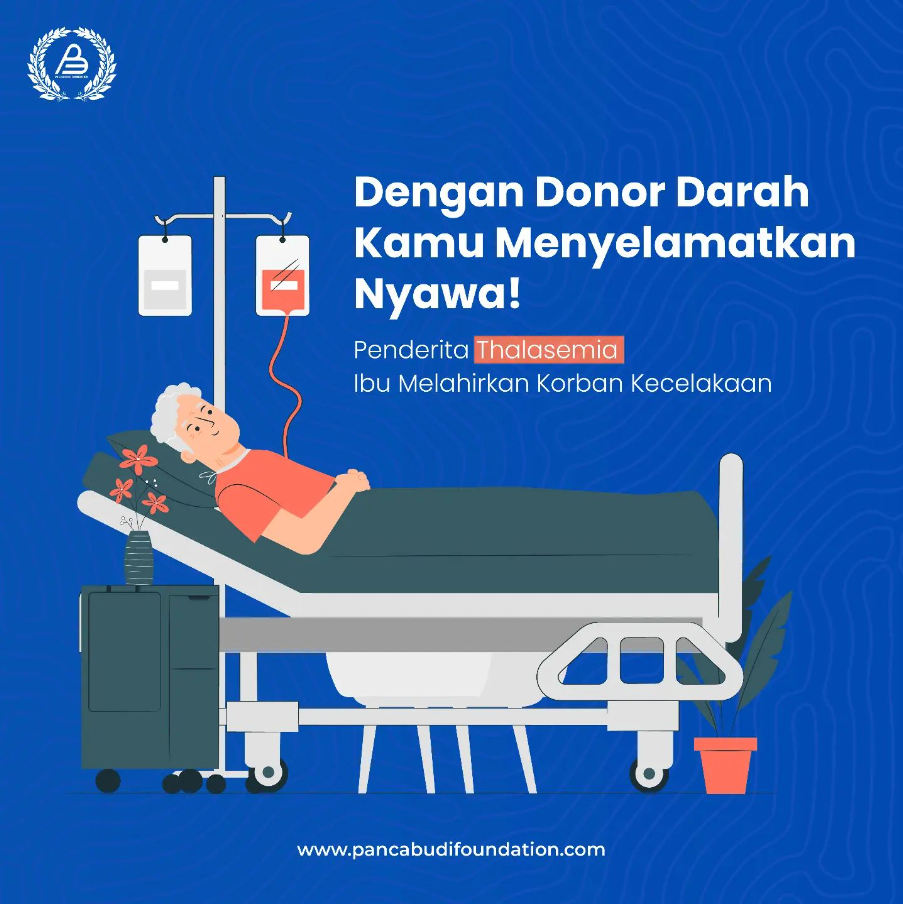 Dengan Donor Darah
Kamu Menyelamatkan
Nyawa!
Penderita Thalasemia
Ibu Melahirkan Korban Kecelakaan
www.pancabudifoundation.com